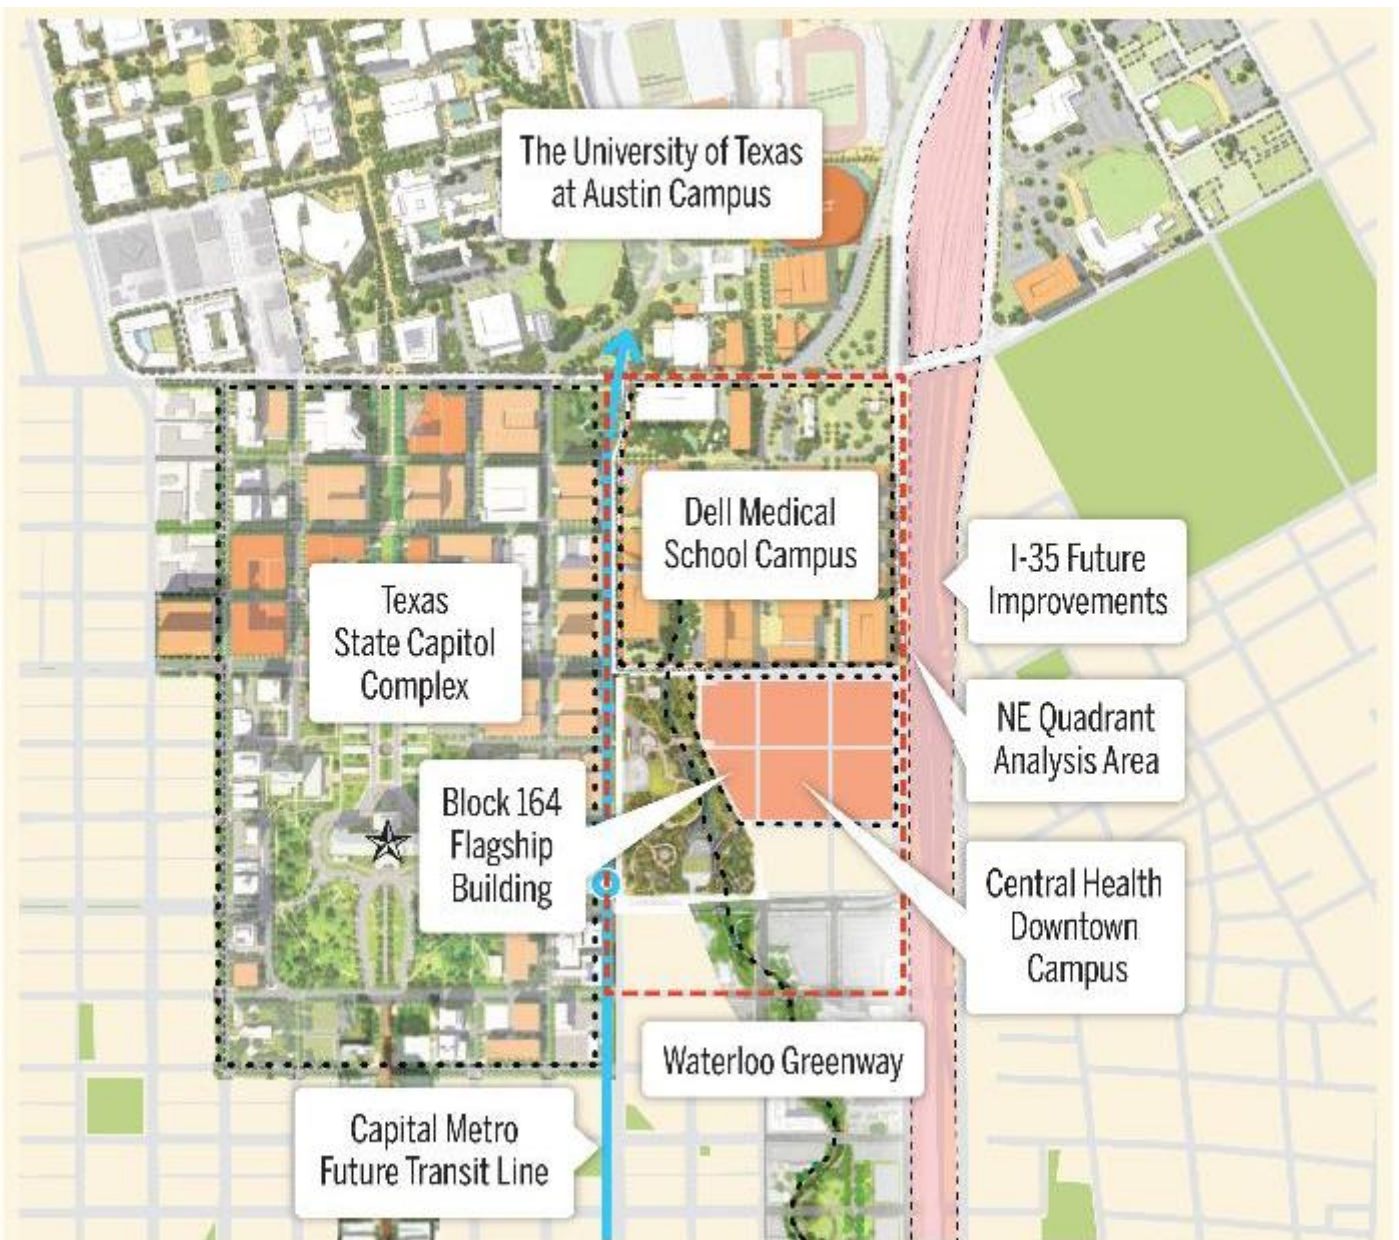 The University of Texas
at Austin Campus
Dell Medical
School Campus
I-35 Future
Improvements
Texas
State Capitol
Complex
NE Quadrant
Analysis Area
Block 164
Flagship
Building
Central Health
Downtown
Campus
Waterloo Greenway
Capital Metro
Future Transit Line